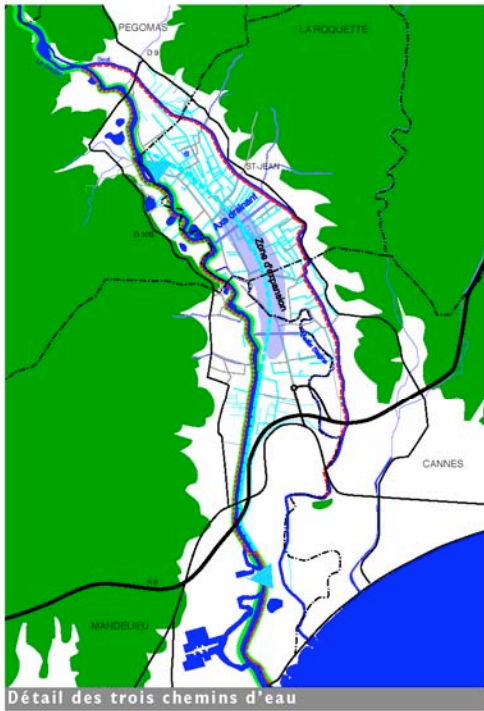 PEGOMAS
LA ROQUETTE
D 9
ST-JEAN
Axe drainant
Zone d'expansion
D 109
CANNES
A 8
MANDELIEU
Détail des trois chemins d'eau